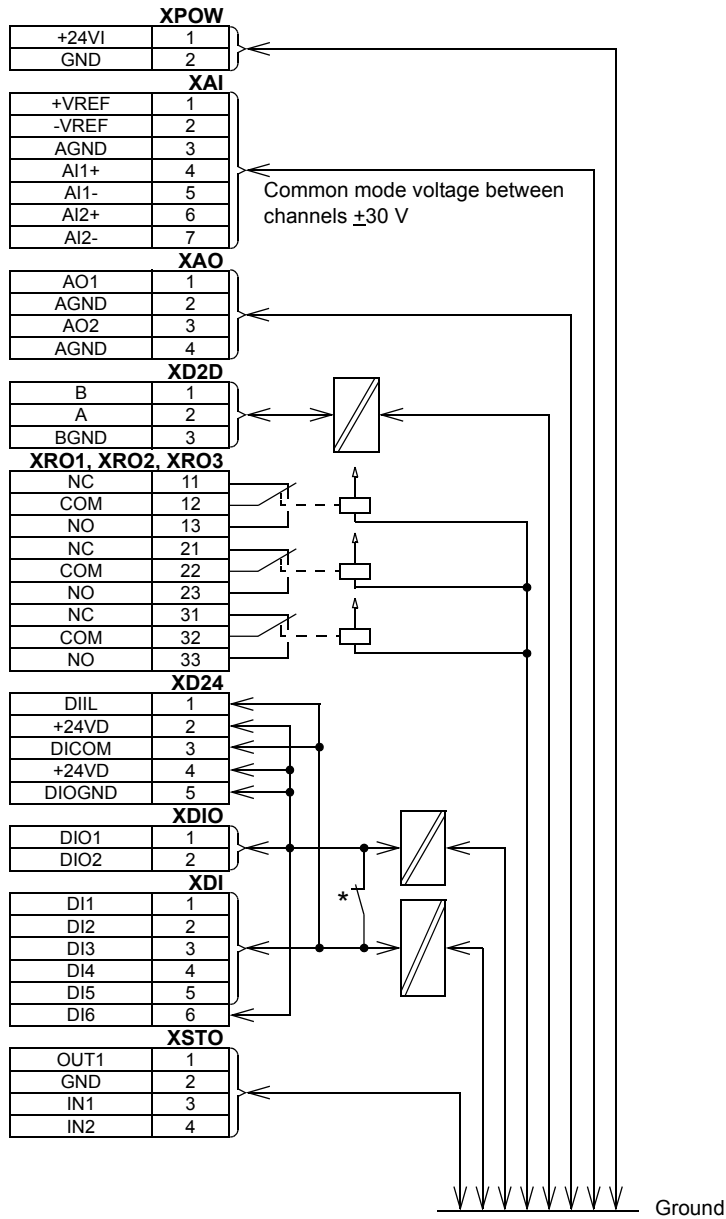 XPOW
+24VI 1
GND 2
XAI
+VREF 1
-VREF 2
AGND 3
AI1+ 4
AI1- 5
AI2+ 6
AI2- 7
Common mode voltage between
channels ±30 V
XAO
AO1 1
AGND 2
AO2 3
AGND 4
XD2D
B 1
A 2
BGND 3
XRO1, XRO2, XRO3
NC 11
COM 12
NO 13
NC 21
COM 22
NO 23
NC 31
COM 32
NO 33
XD24
DIIL 1
+24VD 2
DICOM 3
+24VD 4
DIOGND 5
XDIO
DIO1 1
DIO2 2
XDI
DI1 1
DI2 2
DI3 3
DI4 4
DI5 5
DI6 6
*
XSTO
OUT1 1
GND 2
IN1 3
IN2 4
Ground